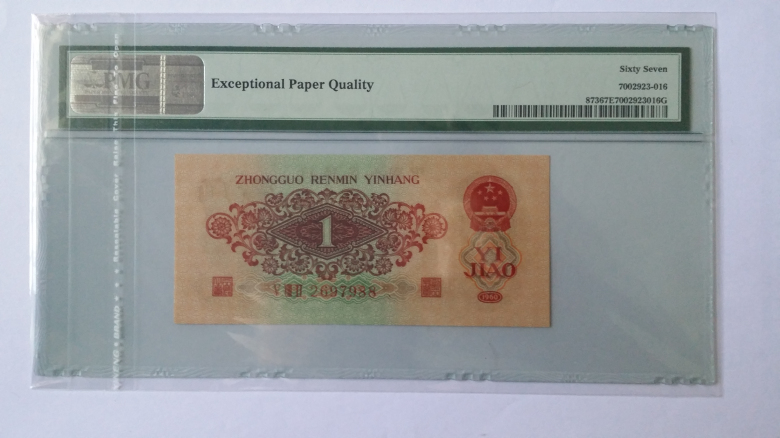 PMG
Exceptional Paper Quality
Sixty Seven
7002923-016
87367E7002923016G
ZHONGGUO RENMIN YINHANG
1
YI
JIAO
2697988
1960